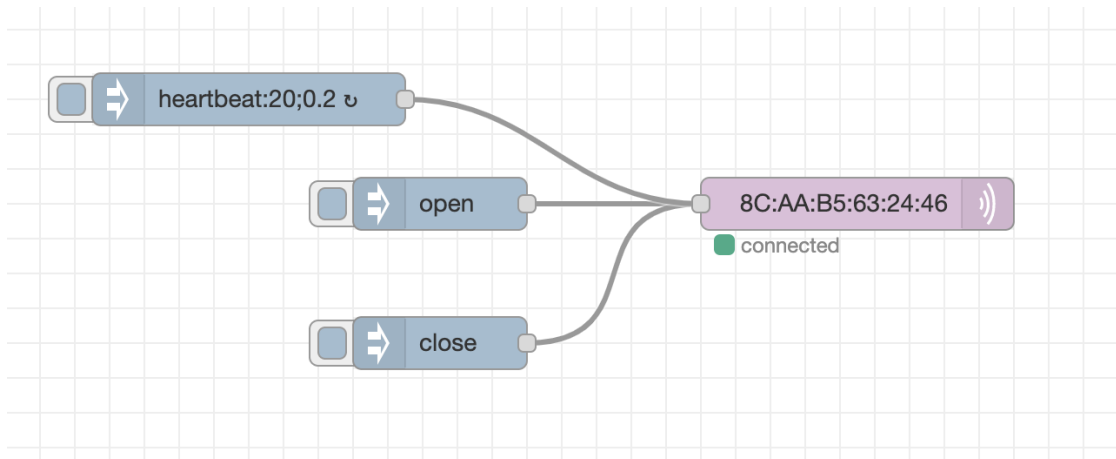 heartbeat:20;0.2 ↻
open
8C:AA:B5:63:24:46
connected
close